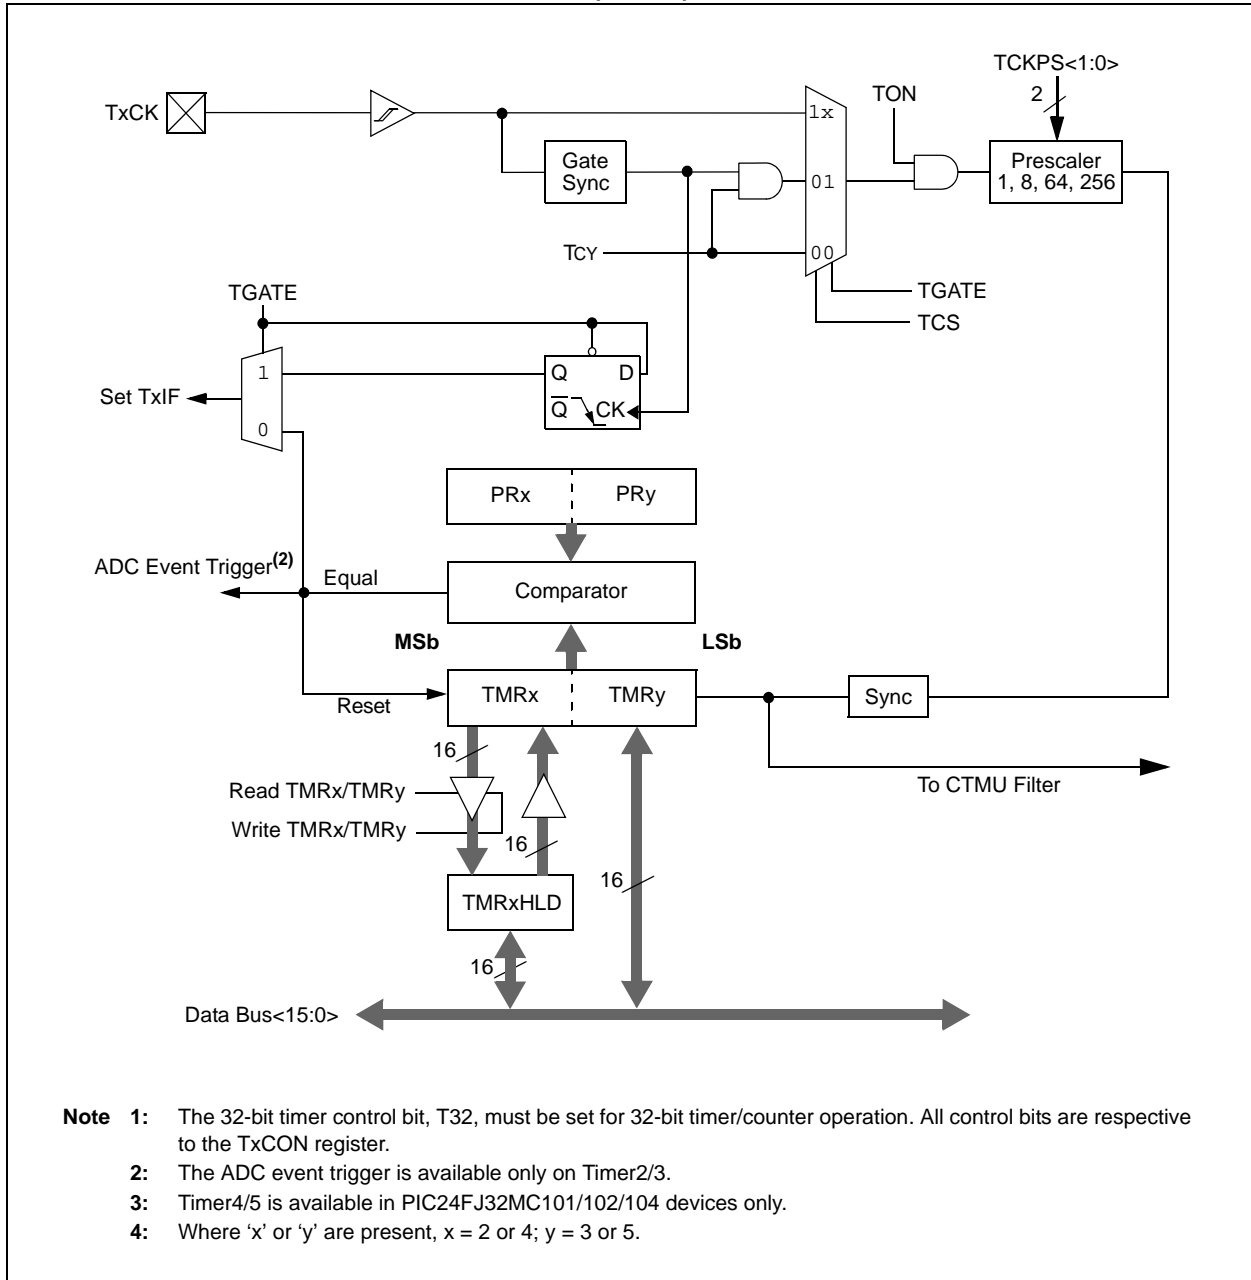 TCKPS<1:0>
2
TON
TxCK
1x
Gate
Sync
Prescaler
1, 8, 64, 256
01
TCY
00
TGATE
TGATE
TCS
1
Q
D
Set TxIF
Q
CK
0
PRx
PRy
ADC Event Trigger(2)
Equal
Comparator
MSb
LSb
TMRx
TMRy
Sync
Reset
16
To CTMU Filter
Read TMRx/TMRy
Write TMRx/TMRy
16
16
TMRxHLD
16
Data Bus<15:0>
Note 1: The 32-bit timer control bit, T32, must be set for 32-bit timer/counter operation. All control bits are respective
to the TxCON register.
2: The ADC event trigger is available only on Timer2/3.
3: Timer4/5 is available in PIC24FJ32MC101/102/104 devices only.
4: Where ‘x’ or ‘y’ are present, x = 2 or 4; y = 3 or 5.